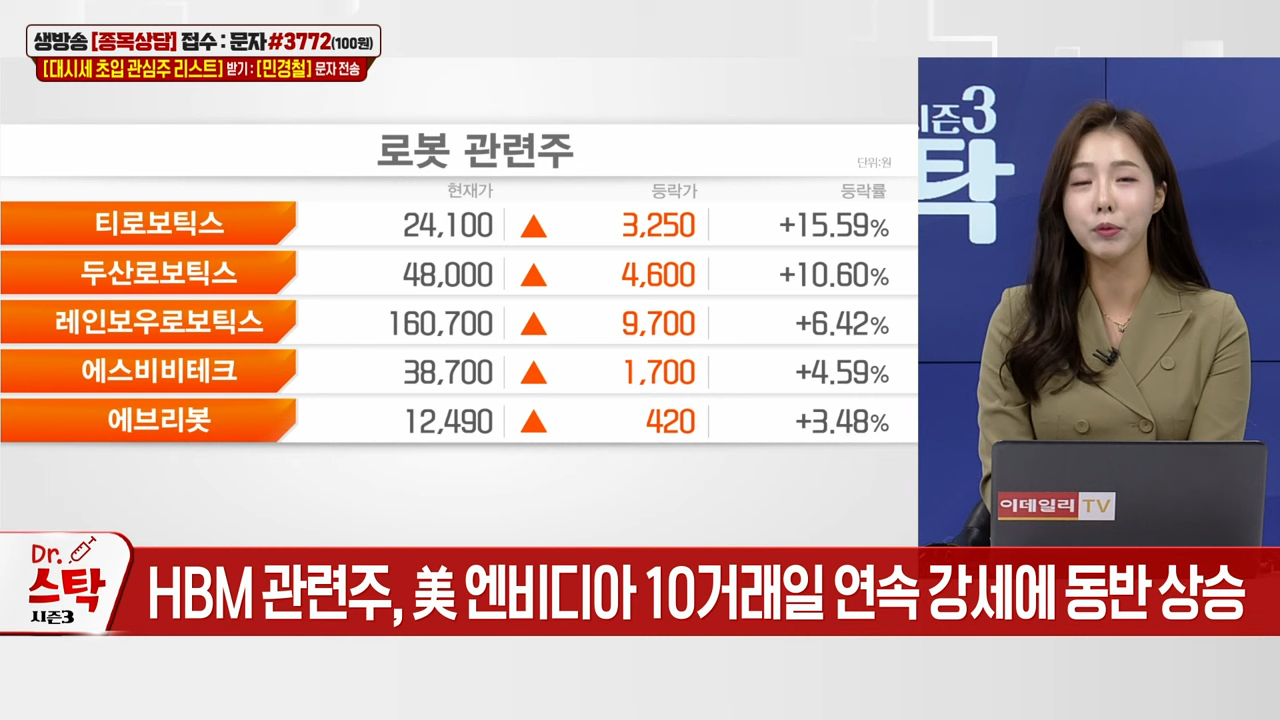 생방송 [종목상담] 접수 : 문자#3772(100원)
[대시세 초입 관심주 리스트] 받기 : [민경철] 문자 전송
시즌3
탁
로봇 관련주
단위:원
현재가 등락가 등락률
티로보틱스 24,100 ▲ 3,250 +15.59%
두산로보틱스 48,000 ▲ 4,600 +10.60%
레인보우로보틱스 160,700 ▲ 9,700 +6.42%
에스비비테크 38,700 ▲ 1,700 +4.59%
에브리봇 12,490 ▲ 420 +3.48%
이데일리 TV
Dr.
스탁
시즌3
HBM 관련주, 美 엔비디아 10거래일 연속 강세에 동반 상승